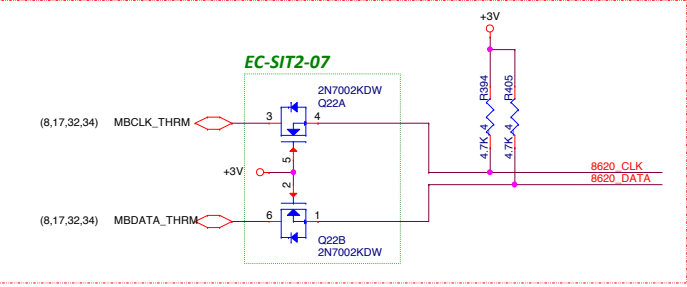 +3V
EC-SIT2-07
2N7002KDW
Q22A
R394
R405
(8,17,32,34) MBCLK_THRM
3
4
4.7K_4
4.7K_4
5
+3V
8620_CLK
8620_DATA
2
(8,17,32,34) MBDATA_THRM
6
1
Q22B
2N7002KDW